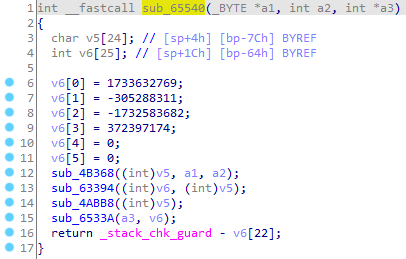 1 int __fastcall sub_65540(_BYTE *a1, int a2, int *a3)
2 {
3 char v5[24]; // [sp+4h] [bp-7Ch] BYREF
4 int v6[25]; // [sp+1Ch] [bp-64h] BYREF
5
6 v6[0] = 1733632769;
7 v6[1] = -305288311;
8 v6[2] = -1732583682;
9 v6[3] = 372397174;
10 v6[4] = 0;
11 v6[5] = 0;
12 sub_4B368((int)v5, a1, a2);
13 sub_63394((int)v6, (int)v5);
14 sub_4ABB8((int)v5);
15 sub_6533A(a3, v6);
16 return _stack_chk_guard - v6[22];
17 }